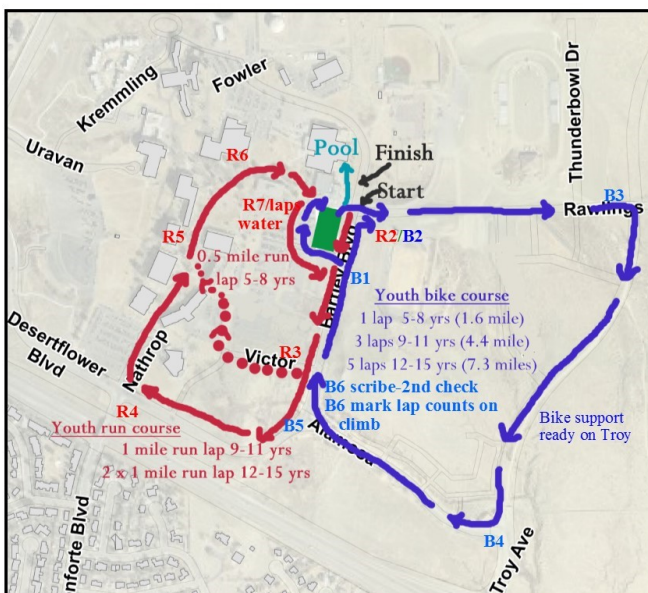 Thunderbowl Dr
Kremmling
Fowler
Uravan
Pool
Finish
Start
R6
B3
Rawlings
R7/laps
water
R2/B2
R5
0.5 mile run
lap 5-8 yrs
B1
Bartley Blvd
Youth bike course
1 lap 5-8 yrs (1.6 mile)
3 laps 9-11 yrs (4.4 mile)
5 laps 12-15 yrs (7.3 miles)
Desertflower
Blvd
Nathrop
Victor
R3
B6 scribe-2nd check
B6 mark lap counts on
climb
R4
B5
Alamosa
Bike support
ready on Troy
Youth run course
1 mile run lap 9-11 yrs
2 x 1 mile run lap 12-15 yrs
B4
nforte Blvd
Troy Ave